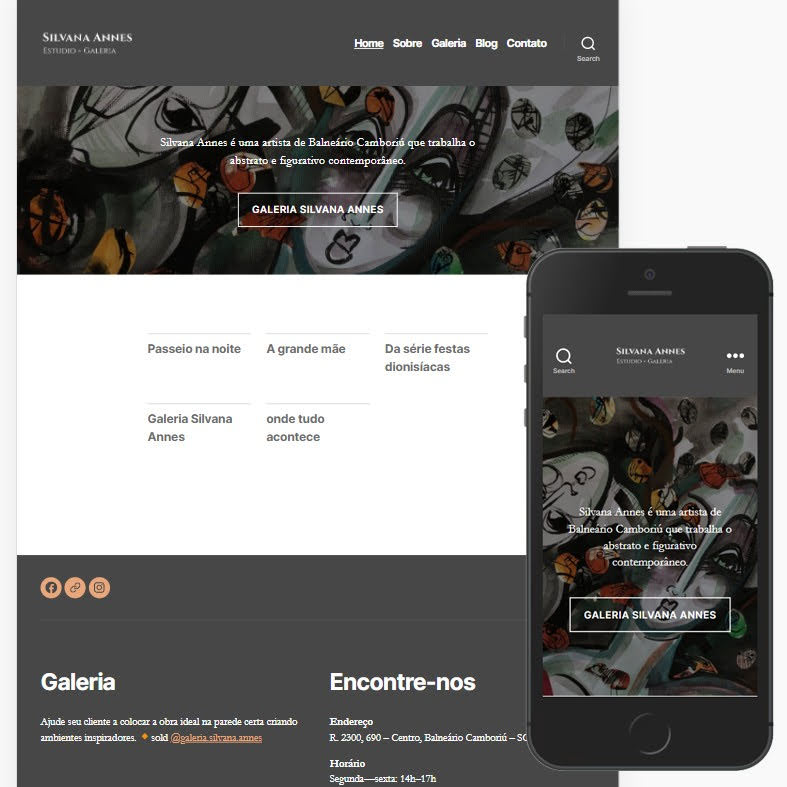 SILVANA ANNES
ESTUDIO - GALERIA
Home Sobre Galeria Blog Contato
Search
Silvana Annes é uma artista de Balneário Camboriú que trabalha o
abstrato e figurativo contemporâneo.
GALERIA SILVANA ANNES
Passeio na noite
A grande mãe
Da série festas
dionisíacas
Galeria Silvana
Annes
onde tudo
acontece
Galeria
Ajude seu cliente a colocar a obra ideal na parede certa criando
ambientes inspiradores. 🔸 sold @galeria.silvana.annes
Encontre-nos
Endereço
R. 2300, 690 – Centro, Balneário Camboriú – SC
Horário
Segunda—sexta: 14h–17h
Search
SILVANA ANNES
ESTUDIO - GALERIA
Menu
Silvana Annes é uma artista de
Balneário Camboriú que trabalha o
abstrato e figurativo
contemporâneo.
GALERIA SILVANA ANNES